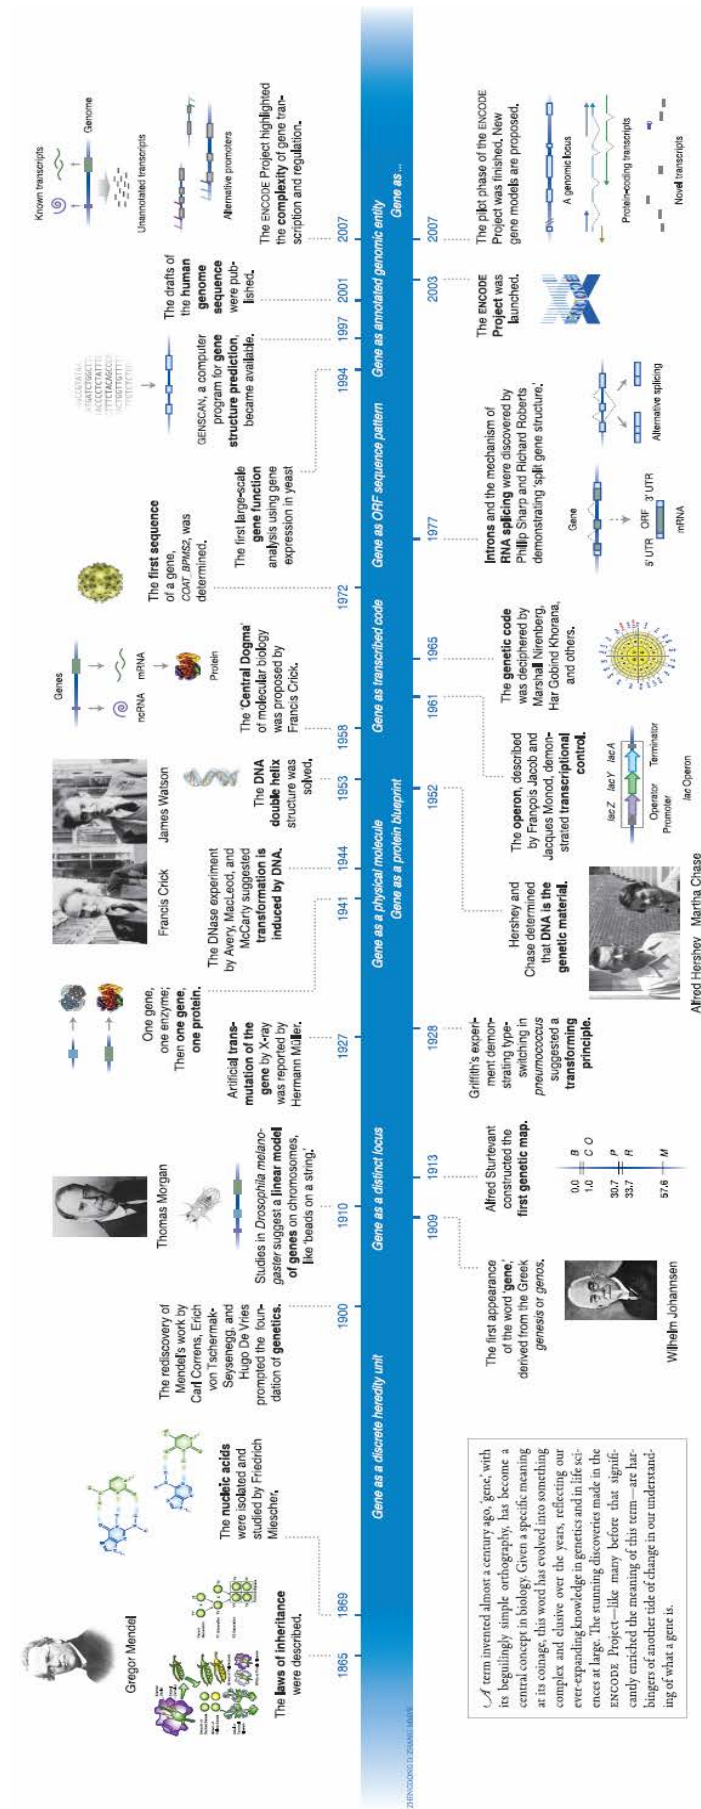 Gregor Mendel
The laws of inheritance
were described.
1865
The nucleic acids
were isolated and
studied by Friedrich
Miescher.
1869
The rediscovery of
Mendel's work by
Carl Correns, Erich
von Tschermak-
Seysenegg, and
Hugo De Vries
prompted the foun-
dation of genetics.
1900
Thomas Morgan
Studies in Drosophila melano-
gaster suggest a linear model
of genes on chromosomes,
like 'beads on a string.'
1910
Artificial trans-
mutation of the
gene by X-ray
was reported by
Hermann Müller.
1927
One gene,
one enzyme;
Then one gene,
one protein.
1941
The DNase experiment
by Avery, MacLeod, and
McCarty suggested
transformation is
induced by DNA.
1944
Francis Crick
James Watson
The DNA
double helix
structure was
solved.
1953
Genes
ncRNA
mRNA
Protein
The 'Central Dogma'
of molecular biology
was proposed by
Francis Crick.
1958
The first sequence
of a gene,
COAT_BPMS2, was
determined.
1972
The first large-scale
gene function
analysis using gene
expression in yeast
1994
GENSCAN, a computer
program for gene
structure prediction,
became available.
1997
The drafts of
the human
genome
sequence
were pub-
lished.
2001
Known transcripts
Genome
Unannotated transcripts
Alternative promoters
The ENCODE Project highlighted
the complexity of gene tran-
scription and regulation.
2007
Gene as a discrete heredity unit
Gene as a distinct locus
Gene as a physical molecule
Gene as a protein blueprint
Gene as transcribed code
Gene as ORF sequence pattern
Gene as annotated genomic entity
Gene as ...
ZHENGDONG D. ZHANG
A term invented almost a century ago, 'gene,' with
its beguilingly simple orthography, has become a
central concept in biology. Given a specific meaning
at its coinage, this word has evolved into something
complex and elusive over the years, reflecting our
ever-expanding knowledge in genetics and in life sci-
ences at large. The stunning discoveries made in the
ENCODE Project—like many before that signifi-
cantly enriched the meaning of this term—are har-
bingers of another tide of change in our understand-
ing of what a gene is.
1909
The first appearance
of the word 'gene,'
derived from the Greek
genesis or genos.
Wilhelm Johannsen
1913
Alfred Sturtevant
constructed the
first genetic map.
0.0 B
1.0 C O
30.7 P
33.7 R
57.6 M
1928
Griffith's experi-
ment demon-
strating type-
switching in
pneumococcus
suggested a
transforming
principle.
1952
Hershey and
Chase determined
that DNA is the
genetic material.
Alfred Hershey Martha Chase
1961
The operon, described
by François Jacob and
Jacques Monod, demon-
strated transcriptional
control.
lacZ lacY lacA
Operator Terminator
Promoter
lac Operon
1965
The genetic code
was deciphered by
Marshall Nirenberg,
Har Gobind Khorana,
and others.
1977
Introns and the mechanism of
RNA splicing were discovered by
Phillip Sharp and Richard Roberts
demonstrating 'split gene structure.'
Gene
5' UTR ORF 3' UTR
mRNA
Alternative splicing
2003
The ENCODE
Project was
launched.
ENCODE
2007
The pilot phase of the ENCODE
Project was finished. New
gene models are proposed.
A genomic locus
Protein-coding transcripts
Novel transcripts